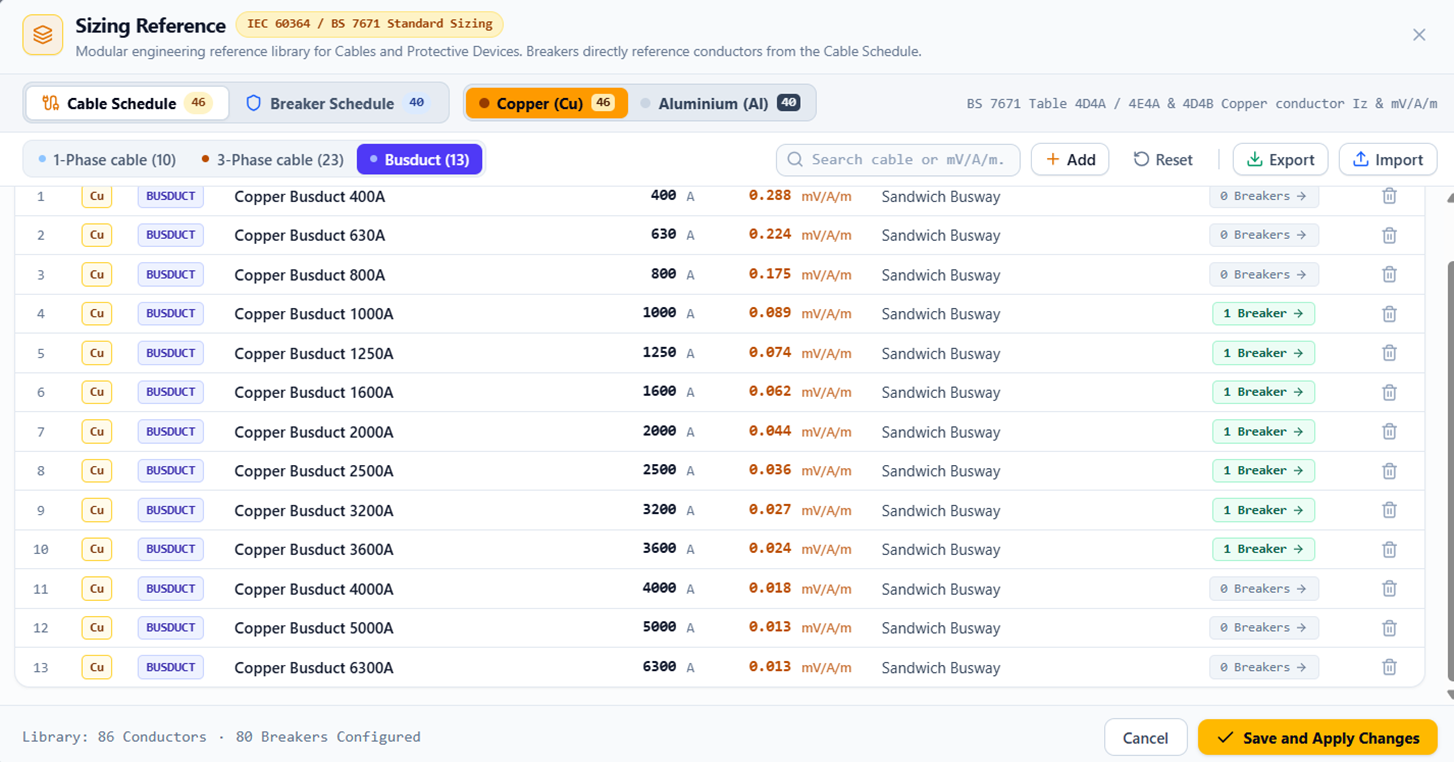 Sizing Reference IEC 60364 / BS 7671 Standard Sizing
Modular engineering reference library for Cables and Protective Devices. Breakers directly reference conductors from the Cable Schedule.
Cable Schedule 46 Breaker Schedule 40 Copper (Cu) 46 Aluminium (Al) 40 BS 7671 Table 4D4A / 4E4A & 4D4B Copper conductor Iz & mV/A/m
1-Phase cable (10) 3-Phase cable (23) Busduct (13) Search cable or mV/A/m. + Add Reset Export Import
1 Cu BUSDUCT Copper Busduct 400A 400 A 0.288 mV/A/m Sandwich Busway 0 Breakers →
2 Cu BUSDUCT Copper Busduct 630A 630 A 0.224 mV/A/m Sandwich Busway 0 Breakers →
3 Cu BUSDUCT Copper Busduct 800A 800 A 0.175 mV/A/m Sandwich Busway 0 Breakers →
4 Cu BUSDUCT Copper Busduct 1000A 1000 A 0.089 mV/A/m Sandwich Busway 1 Breaker →
5 Cu BUSDUCT Copper Busduct 1250A 1250 A 0.074 mV/A/m Sandwich Busway 1 Breaker →
6 Cu BUSDUCT Copper Busduct 1600A 1600 A 0.062 mV/A/m Sandwich Busway 1 Breaker →
7 Cu BUSDUCT Copper Busduct 2000A 2000 A 0.044 mV/A/m Sandwich Busway 1 Breaker →
8 Cu BUSDUCT Copper Busduct 2500A 2500 A 0.036 mV/A/m Sandwich Busway 1 Breaker →
9 Cu BUSDUCT Copper Busduct 3200A 3200 A 0.027 mV/A/m Sandwich Busway 1 Breaker →
10 Cu BUSDUCT Copper Busduct 3600A 3600 A 0.024 mV/A/m Sandwich Busway 1 Breaker →
11 Cu BUSDUCT Copper Busduct 4000A 4000 A 0.018 mV/A/m Sandwich Busway 0 Breakers →
12 Cu BUSDUCT Copper Busduct 5000A 5000 A 0.013 mV/A/m Sandwich Busway 0 Breakers →
13 Cu BUSDUCT Copper Busduct 6300A 6300 A 0.013 mV/A/m Sandwich Busway 0 Breakers →
Library: 86 Conductors · 80 Breakers Configured Cancel Save and Apply Changes